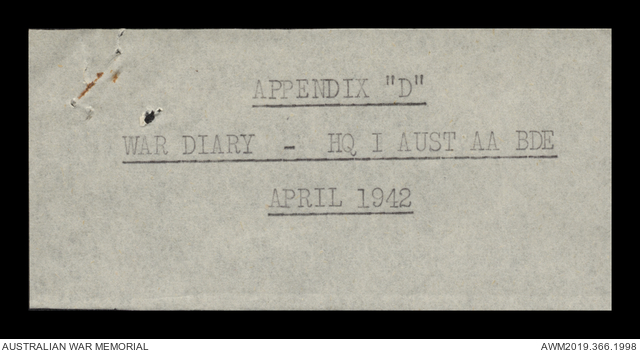 APPENDIX "D"
WAR DIARY - HQ I AUST AA BDE
APRIL 1942
AUSTRALIAN WAR MEMORIAL
AWM2019.366.1998